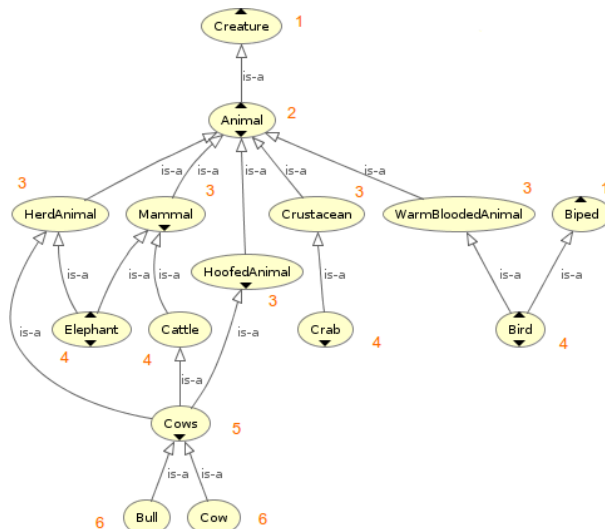 Creature 1
is-a
Animal 2
is-a is-a is-a is-a is-a
3 3 3 3 1
HerdAnimal Mammal Crustacean WarmBloodedAnimal Biped
is-a is-a is-a HoofedAnimal is-a is-a is-a
3
Elephant Cattle Crab Bird
4 4 4 4
is-a is-a
is-a
Cows 5
is-a is-a
Bull Cow
6 6